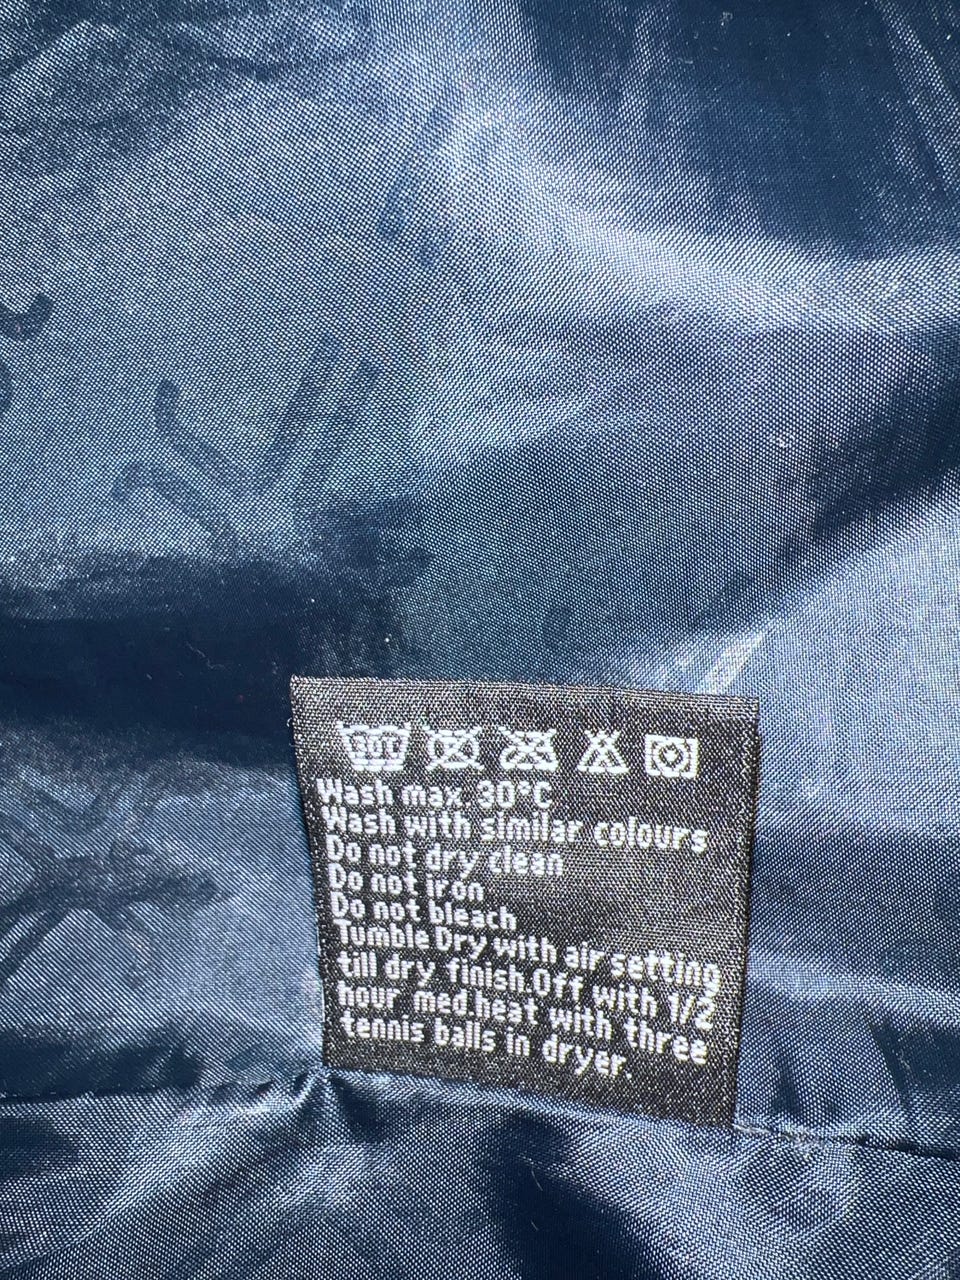 30°
Wash max. 30°C
Wash with similar colours
Do not dry clean
Do not iron
Do not bleach
Tumble Dry with air setting
till dry finish.Off with 1/2
hour med.heat with three
tennis balls in dryer.